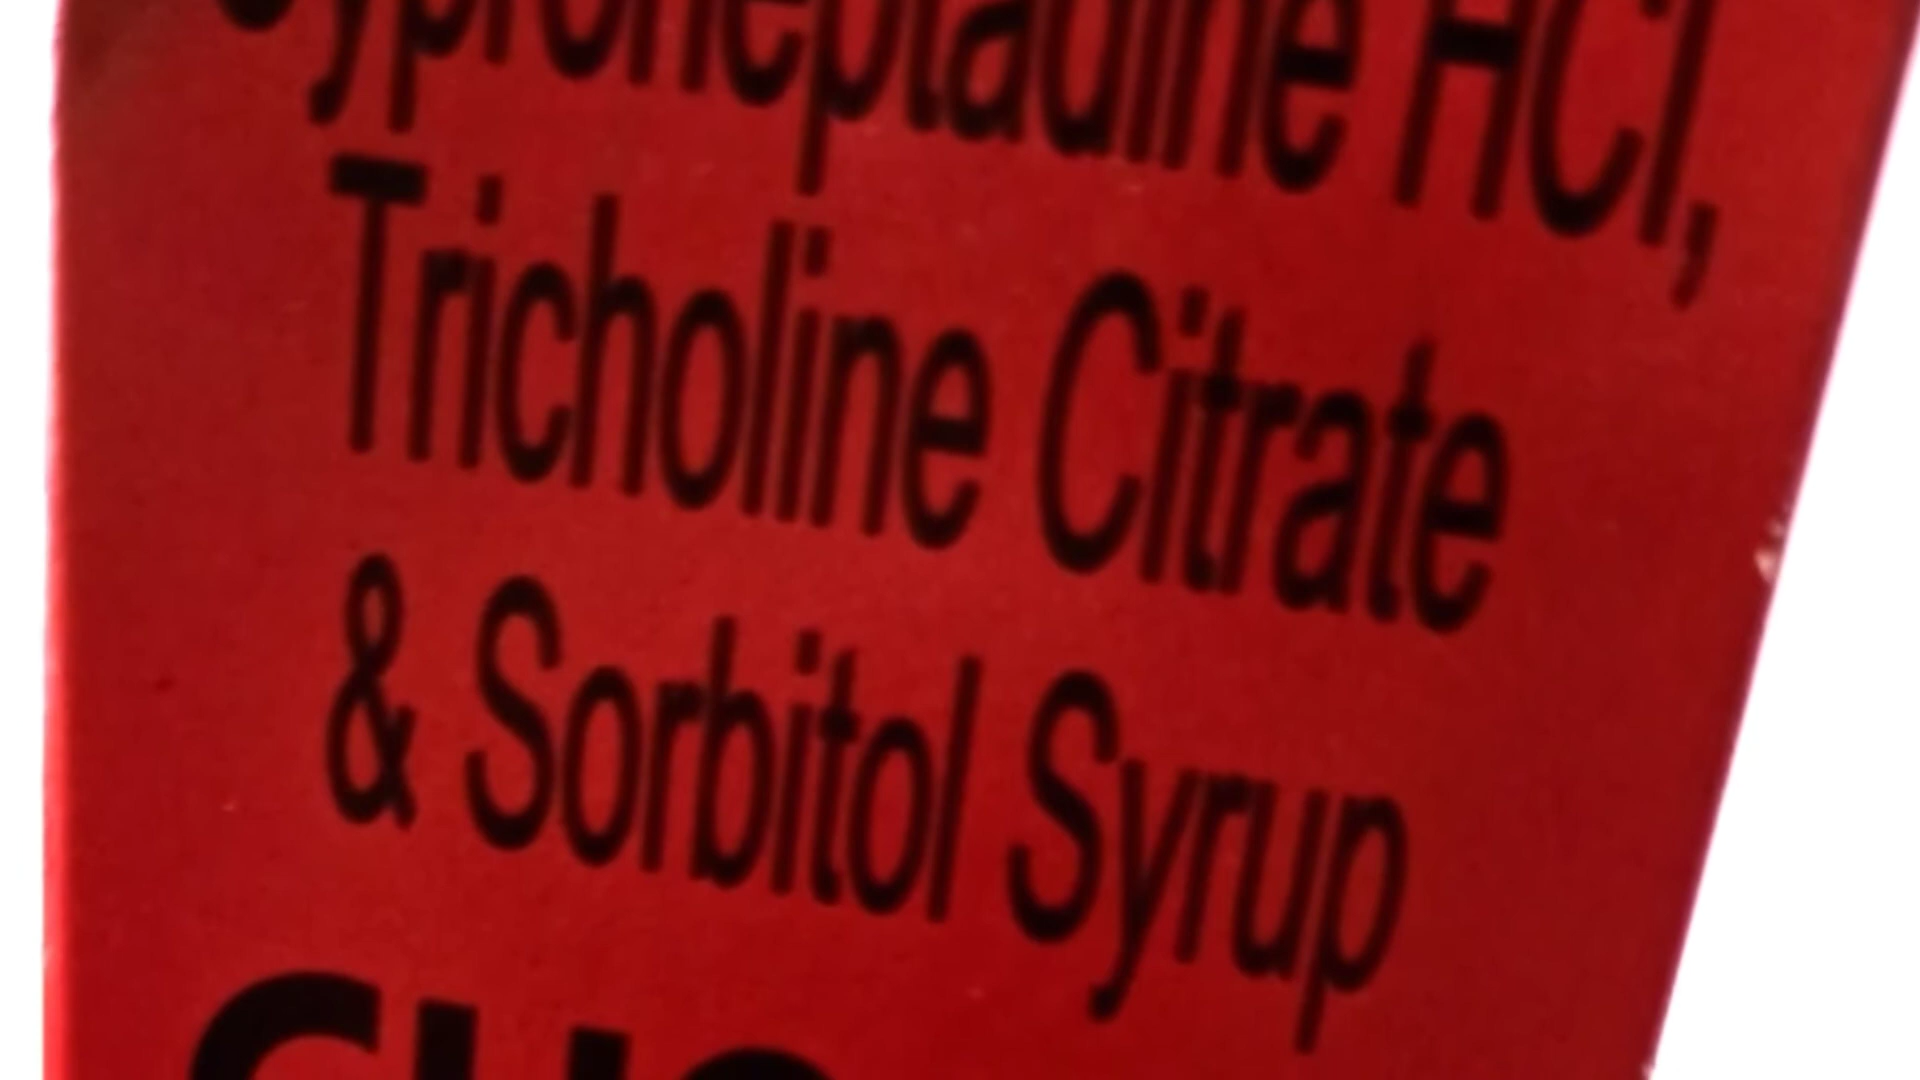 Cyproheptadine HCl,
Tricholine Citrate
& Sorbitol Syrup